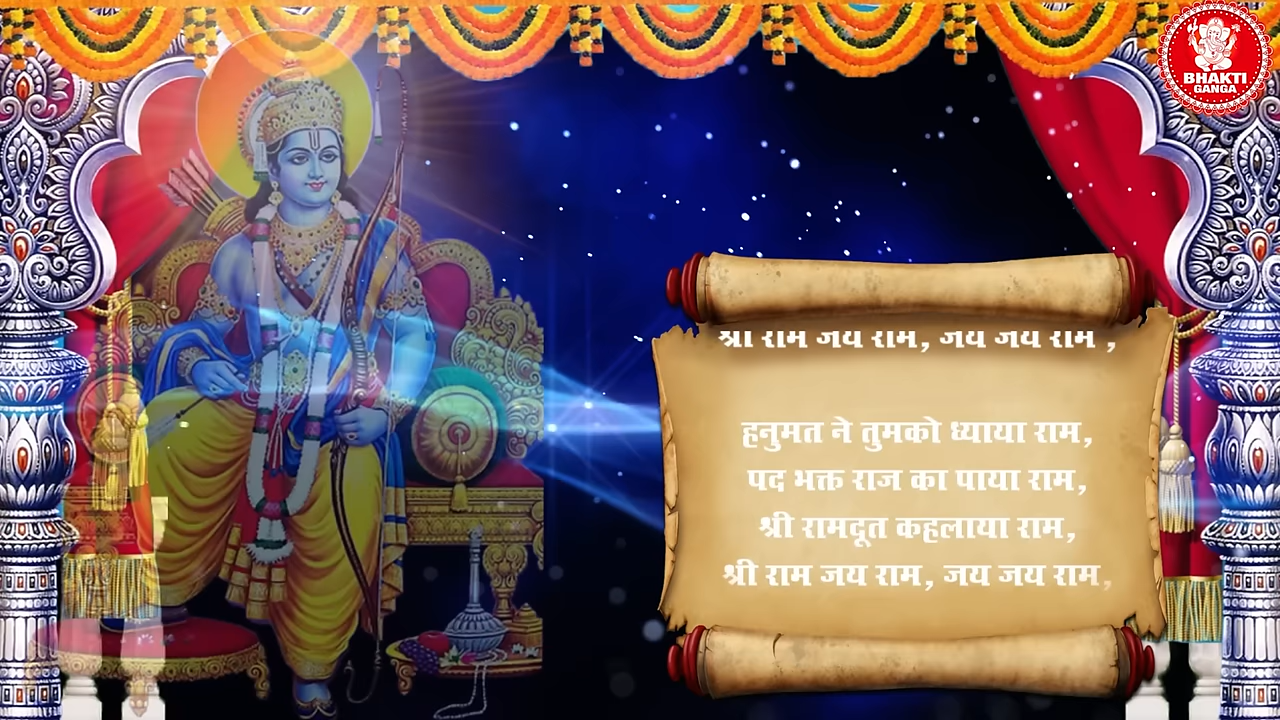 BHAKTI
GANGA
श्री राम जय राम, जय जय राम ,
हनुमत ने तुमको ध्याया राम,
पद भक्त राज का पाया राम,
श्री रामदूत कहलाया राम,
श्री राम जय राम, जय जय राम,